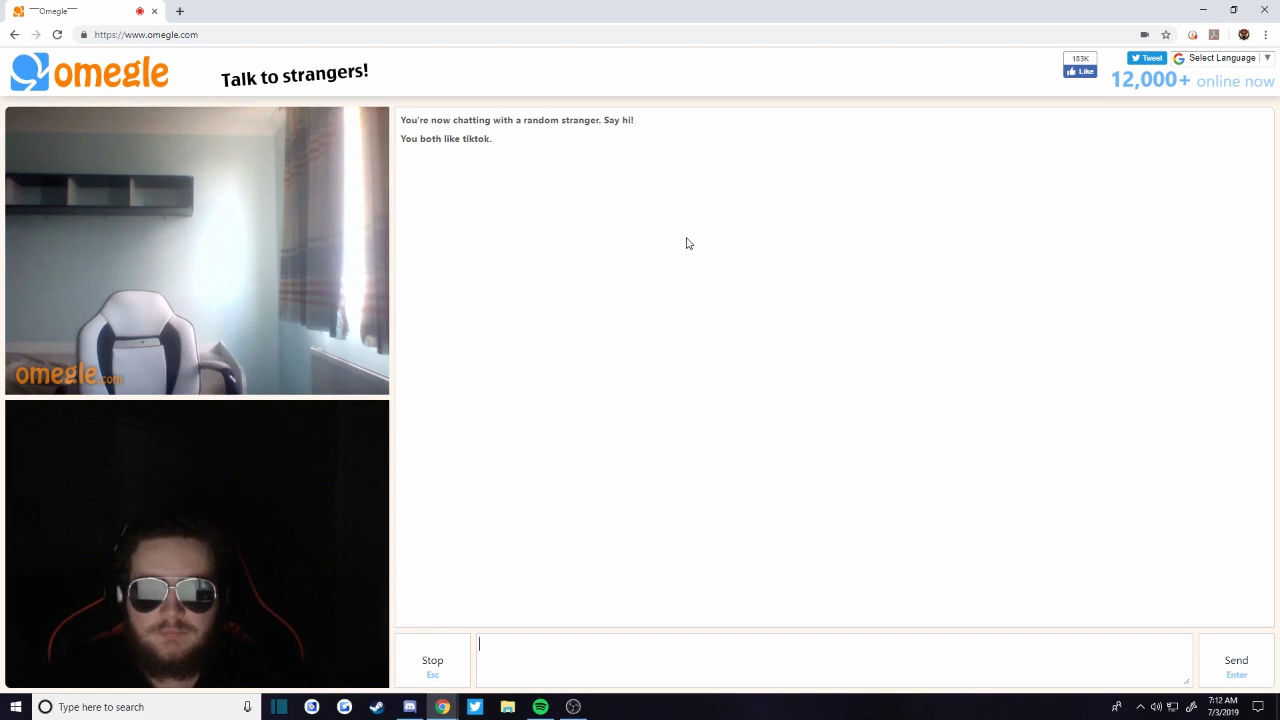 Omegle
https://www.omegle.com
omegle
Talk to strangers!
183K
Like
Tweet
Select Language
12,000+ online now
You're now chatting with a random stranger. Say hi!
You both like tiktok.
omegle.com
Stop
Esc
Send
Enter
Type here to search
7:12 AM
7/3/2019